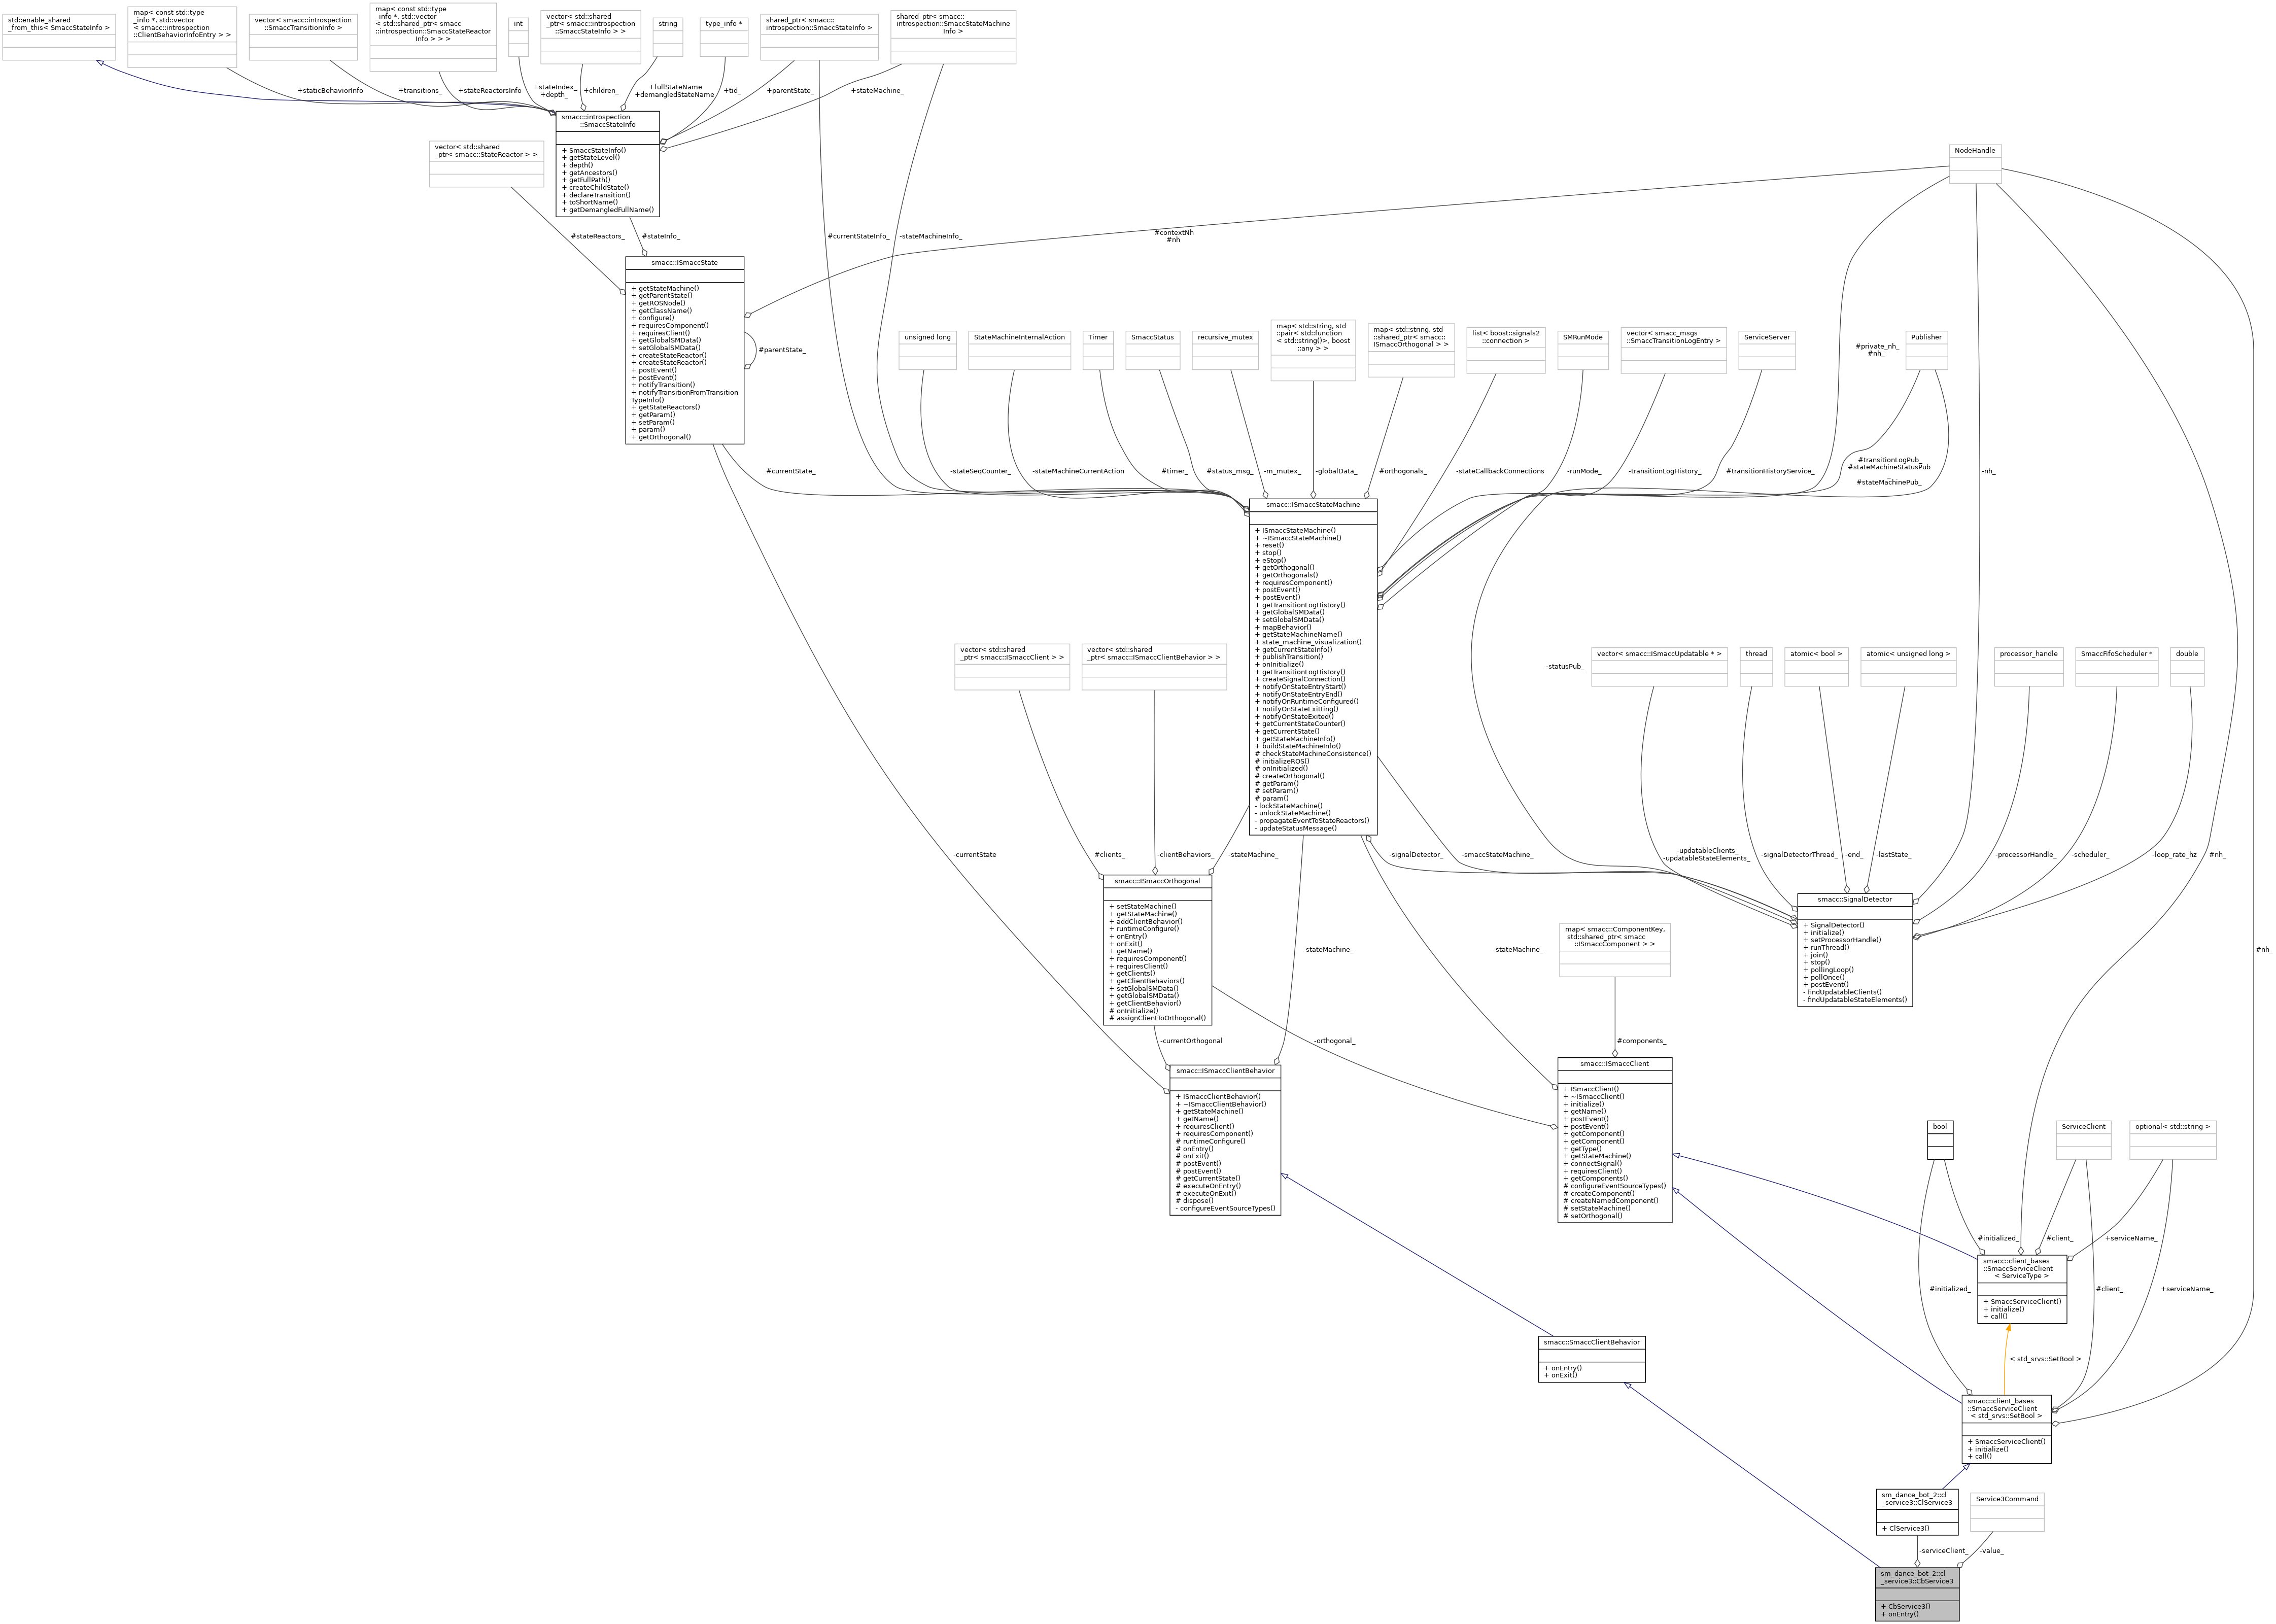 std::enable_shared
_from_this< SmaccStateInfo >
map< const std::type
_info *, std::vector
< smacc::introspection
::ClientBehaviorInfoEntry > >
vector< smacc::introspection
::SmaccTransitionInfo >
map< const std::type
_info *, std::vector
< std::shared_ptr< smacc
::introspection::SmaccStateReactor
Info > > >
int
vector< std::shared
_ptr< smacc::introspection
::SmaccStateInfo > >
string
type_info *
shared_ptr< smacc::
introspection::SmaccStateInfo >
shared_ptr< smacc::
introspection::SmaccStateMachine
Info >
+staticBehaviorInfo
+transitions_
+stateReactorsInfo
+stateIndex_
+depth_
+children_
+fullStateName
+demangledStateName
+tid_
+parentState_
+stateMachine_
smacc::introspection
::SmaccStateInfo
+ SmaccStateInfo()
+ getStateLevel()
+ depth()
+ getAncestors()
+ getFullPath()
+ createChildState()
+ declareTransition()
+ toShortName()
+ getDemangledFullName()
vector< std::shared
_ptr< smacc::StateReactor > >
NodeHandle
#stateReactors_
#stateInfo_
#currentStateInfo_
-stateMachineInfo_
#contextNh
#nh
smacc::ISmaccState
+ getStateMachine()
+ getParentState()
+ getROSNode()
+ getClassName()
+ configure()
+ requiresComponent()
+ requiresClient()
+ getGlobalSMData()
+ setGlobalSMData()
+ createStateReactor()
+ createStateReactor()
+ postEvent()
+ postEvent()
+ notifyTransition()
+ notifyTransitionFromTransition
TypeInfo()
+ getStateReactors()
+ getParam()
+ setParam()
+ param()
+ getOrthogonal()
#parentState_
unsigned long
StateMachineInternalAction
Timer
SmaccStatus
recursive_mutex
map< std::string, std
::pair< std::function
< std::string()>, boost
::any > >
map< std::string, std
::shared_ptr< smacc::
ISmaccOrthogonal > >
list< boost::signals2
::connection >
SMRunMode
vector< smacc_msgs
::SmaccTransitionLogEntry >
ServiceServer
Publisher
#private_nh_
#nh_
#currentState_
-stateSeqCounter_
-stateMachineCurrentAction
#timer_
#status_msg_
-m_mutex_
-globalData_
#orthogonals_
-stateCallbackConnections
-runMode_
-transitionLogHistory_
#transitionHistoryService_
#transitionLogPub_
#stateMachineStatusPub
_
#stateMachinePub_
-nh_
smacc::ISmaccStateMachine
+ ISmaccStateMachine()
+ ~ISmaccStateMachine()
+ reset()
+ stop()
+ eStop()
+ getOrthogonal()
+ getOrthogonals()
+ requiresComponent()
+ postEvent()
+ postEvent()
+ getTransitionLogHistory()
+ getGlobalSMData()
+ setGlobalSMData()
+ mapBehavior()
+ getStateMachineName()
+ state_machine_visualization()
+ getCurrentStateInfo()
+ publishTransition()
+ onInitialize()
+ getTransitionLogHistory()
+ createSignalConnection()
+ notifyOnStateEntryStart()
+ notifyOnStateEntryEnd()
+ notifyOnRuntimeConfigured()
+ notifyOnStateExitting()
+ notifyOnStateExited()
+ getCurrentStateCounter()
+ getCurrentState()
+ getStateMachineInfo()
+ buildStateMachineInfo()
# checkStateMachineConsistence()
# initializeROS()
# onInitialized()
# createOrthogonal()
# getParam()
# setParam()
# param()
- lockStateMachine()
- unlockStateMachine()
- propagateEventToStateReactors()
- updateStatusMessage()
vector< std::shared
_ptr< smacc::ISmaccClient > >
vector< std::shared
_ptr< smacc::ISmaccClientBehavior > >
-statusPub_
vector< smacc::ISmaccUpdatable * >
thread
atomic< bool >
atomic< unsigned long >
processor_handle
SmaccFifoScheduler *
double
-currentState
#clients_
-clientBehaviors_
-stateMachine_
-signalDetector_
-smaccStateMachine_
-updatableClients_
-updatableStateElements_
-signalDetectorThread_
-end_
-lastState_
-processorHandle_
-scheduler_
-loop_rate_hz
#nh_
smacc::ISmaccOrthogonal
+ setStateMachine()
+ getStateMachine()
+ addClientBehavior()
+ runtimeConfigure()
+ onEntry()
+ onExit()
+ getName()
+ requiresComponent()
+ requiresClient()
+ getClients()
+ getClientBehaviors()
+ setGlobalSMData()
+ getGlobalSMData()
+ getClientBehavior()
# onInitialize()
# assignClientToOrthogonal()
smacc::SignalDetector
+ SignalDetector()
+ initialize()
+ setProcessorHandle()
+ runThread()
+ join()
+ stop()
+ pollingLoop()
+ pollOnce()
+ postEvent()
- findUpdatableClients()
- findUpdatableStateElements()
-stateMachine_
-stateMachine_
map< smacc::ComponentKey,
std::shared_ptr< smacc
::ISmaccComponent > >
#nh_
-currentOrthogonal
-orthogonal_
#components_
smacc::ISmaccClientBehavior
+ ISmaccClientBehavior()
+ ~ISmaccClientBehavior()
+ getStateMachine()
+ getName()
+ requiresClient()
+ requiresComponent()
# runtimeConfigure()
# onEntry()
# onExit()
# postEvent()
# postEvent()
# getCurrentState()
# executeOnEntry()
# executeOnExit()
# dispose()
- configureEventSourceTypes()
smacc::ISmaccClient
+ ISmaccClient()
+ ~ISmaccClient()
+ initialize()
+ getName()
+ postEvent()
+ postEvent()
+ getComponent()
+ getComponent()
+ getType()
+ getStateMachine()
+ connectSignal()
+ requiresClient()
+ getComponents()
# configureEventSourceTypes()
# createComponent()
# createNamedComponent()
# setStateMachine()
# setOrthogonal()
bool
ServiceClient
optional< std::string >
#initialized_
#client_
+serviceName_
smacc::client_bases
::SmaccServiceClient
< ServiceType >
+ SmaccServiceClient()
+ initialize()
+ call()
#initialized_
#client_
+serviceName_
smacc::SmaccClientBehavior
+ onEntry()
+ onExit()
< std_srvs::SetBool >
smacc::client_bases
::SmaccServiceClient
< std_srvs::SetBool >
+ SmaccServiceClient()
+ initialize()
+ call()
sm_dance_bot_2::cl
_service3::ClService3
+ ClService3()
Service3Command
-serviceClient_
-value_
sm_dance_bot_2::cl
_service3::CbService3
+ CbService3()
+ onEntry()